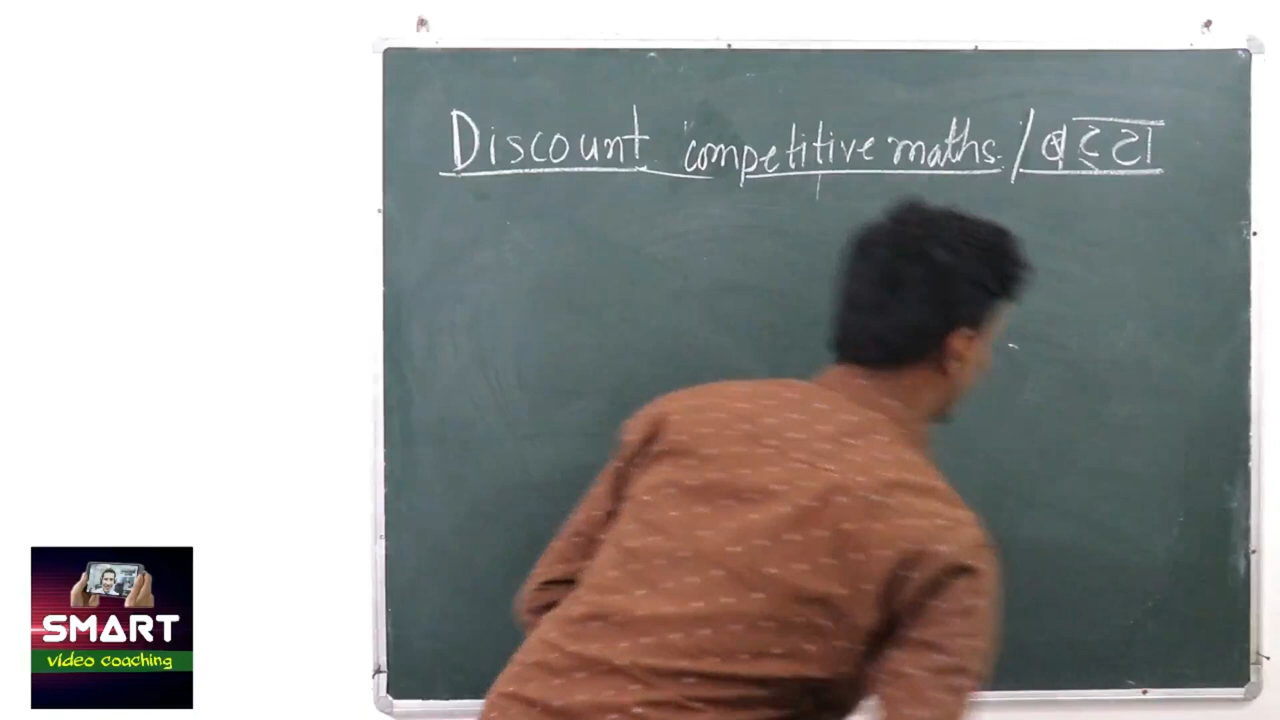 Discount competitive maths / बट्टा
SMART
video coaching